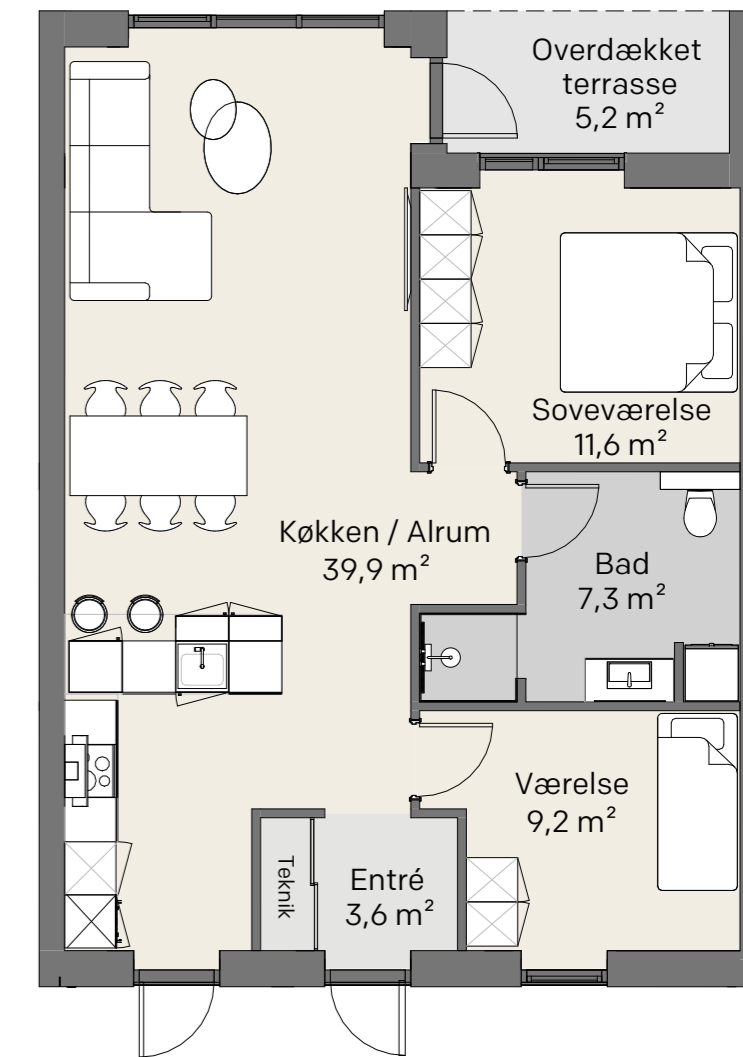 Overdækket
terrasse
5,2 m²
Soveværelse
11,6 m²
Køkken / Alrum
39,9 m²
Bad
7,3 m²
Værelse
9,2 m²
Teknik
Entré
3,6 m²